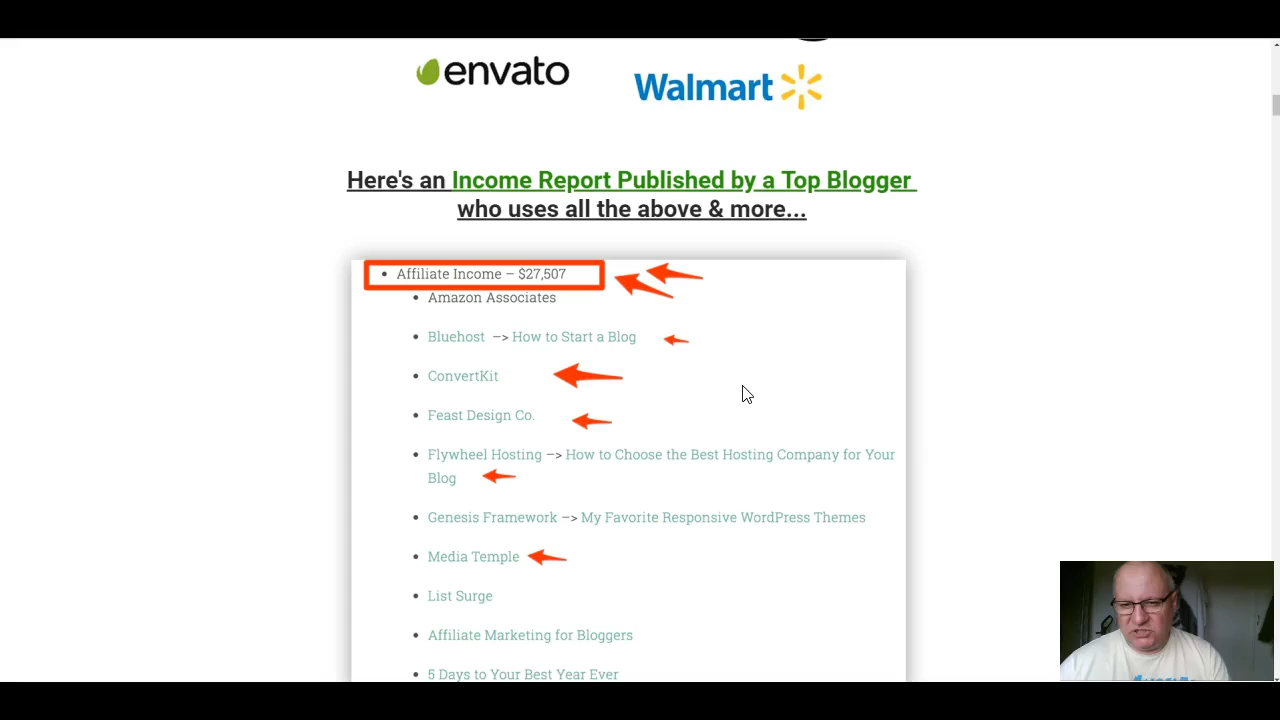 envato
Walmart
Here's an Income Report Published by a Top Blogger
who uses all the above & more...
Affiliate Income – $27,507
Amazon Associates
Bluehost –> How to Start a Blog
ConvertKit
Feast Design Co.
Flywheel Hosting –> How to Choose the Best Hosting Company for Your
Blog
Genesis Framework –> My Favorite Responsive WordPress Themes
Media Temple
List Surge
Affiliate Marketing for Bloggers
5 Days to Your Best Year Ever